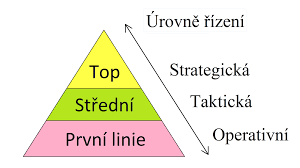 Úrovně řízení
Top
Strategická
Střední
Taktická
První linie
Operativní